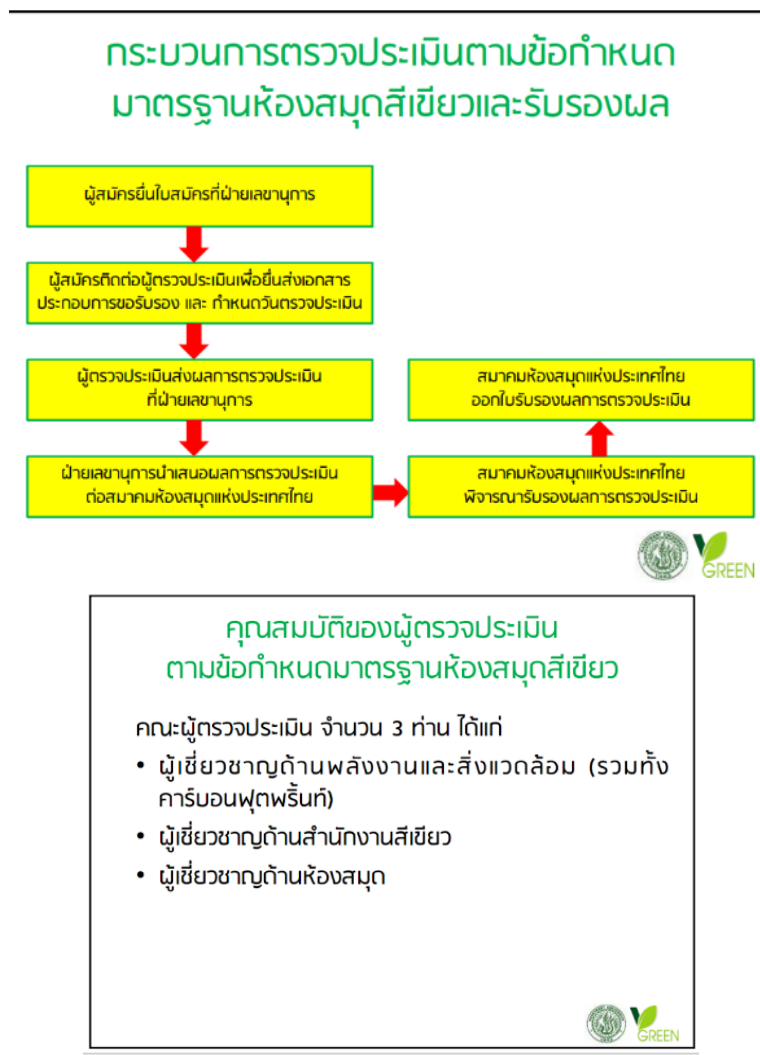 กระบวนการตรวจประเมินตามข้อกำหนด
มาตรฐานห้องสมุดสีเขียวและรับรองผล
ผู้สมัครยื่นใบสมัครที่ฝ่ายเลขานุการ
ผู้สมัครติดต่อผู้ตรวจประเมินเพื่อยื่นส่งเอกสาร
ประกอบการขอรับรอง และ กำหนดวันตรวจประเมิน
ผู้ตรวจประเมินส่งผลการตรวจประเมิน
ที่ฝ่ายเลขานุการ
ฝ่ายเลขานุการนำเสนอผลการตรวจประเมิน
ต่อสมาคมห้องสมุดแห่งประเทศไทย
สมาคมห้องสมุดแห่งประเทศไทย
พิจารณารับรองผลการตรวจประเมิน
สมาคมห้องสมุดแห่งประเทศไทย
ออกใบรับรองผลการตรวจประเมิน
V
GREEN
คุณสมบัติของผู้ตรวจประเมิน
ตามข้อกำหนดมาตรฐานห้องสมุดสีเขียว
คณะผู้ตรวจประเมิน จำนวน 3 ท่าน ได้แก่
• ผู้เชี่ยวชาญด้านพลังงานและสิ่งแวดล้อม (รวมทั้ง
คาร์บอนฟุตพริ้นท์)
• ผู้เชี่ยวชาญด้านสำนักงานสีเขียว
• ผู้เชี่ยวชาญด้านห้องสมุด
V
GREEN